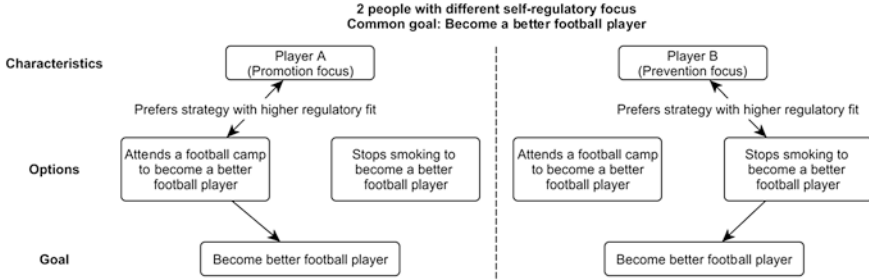 2 people with different self-regulatory focus
Common goal: Become a better football player
Characteristics
Player A
(Promotion focus)
Player B
(Prevention focus)
Prefers strategy with higher regulatory fit
Prefers strategy with higher regulatory fit
Options
Attends a football camp
to become a better
football player
Stops smoking to
become a better
football player
Attends a football camp
to become a better
football player
Stops smoking to
become a better
football player
Goal
Become better football player
Become better football player